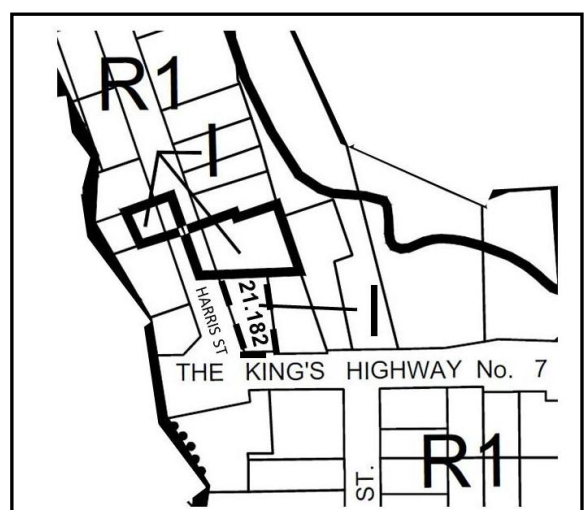 R1
I
21.182
HARRIS ST
I
THE KING'S HIGHWAY No. 7
R1
ST.